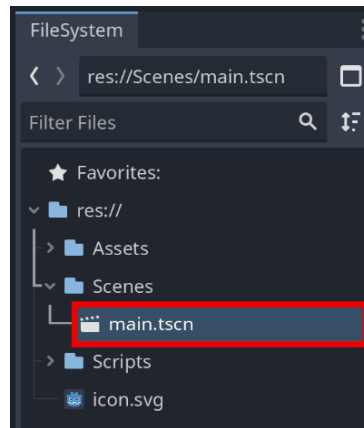 FileSystem
res://Scenes/main.tscn
Filter Files
Favorites:
res://
Assets
Scenes
main.tscn
Scripts
icon.svg